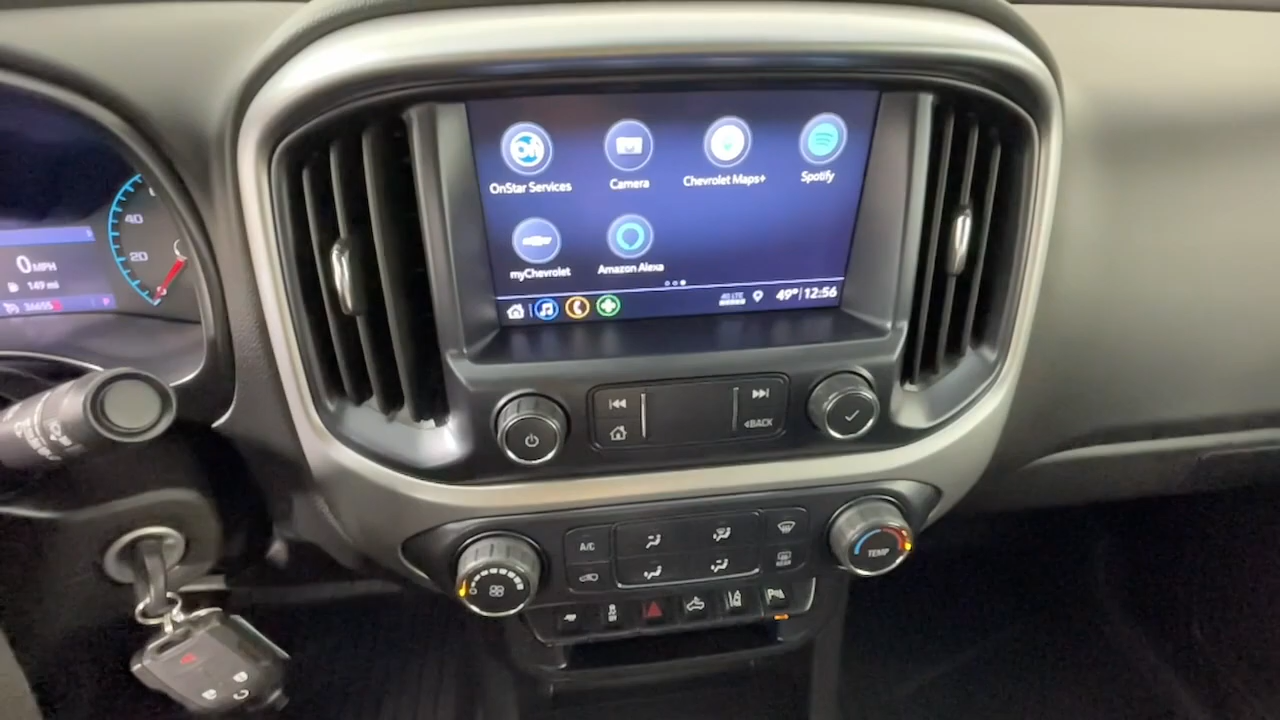 OnStar Services
Camera
Chevrolet Maps+
Spotify
myChevrolet
Amazon Alexa
4G LTE
49° 12:56
40
20
0 MPH
149 mi
P
BACK
A/C
REAR
TEMP